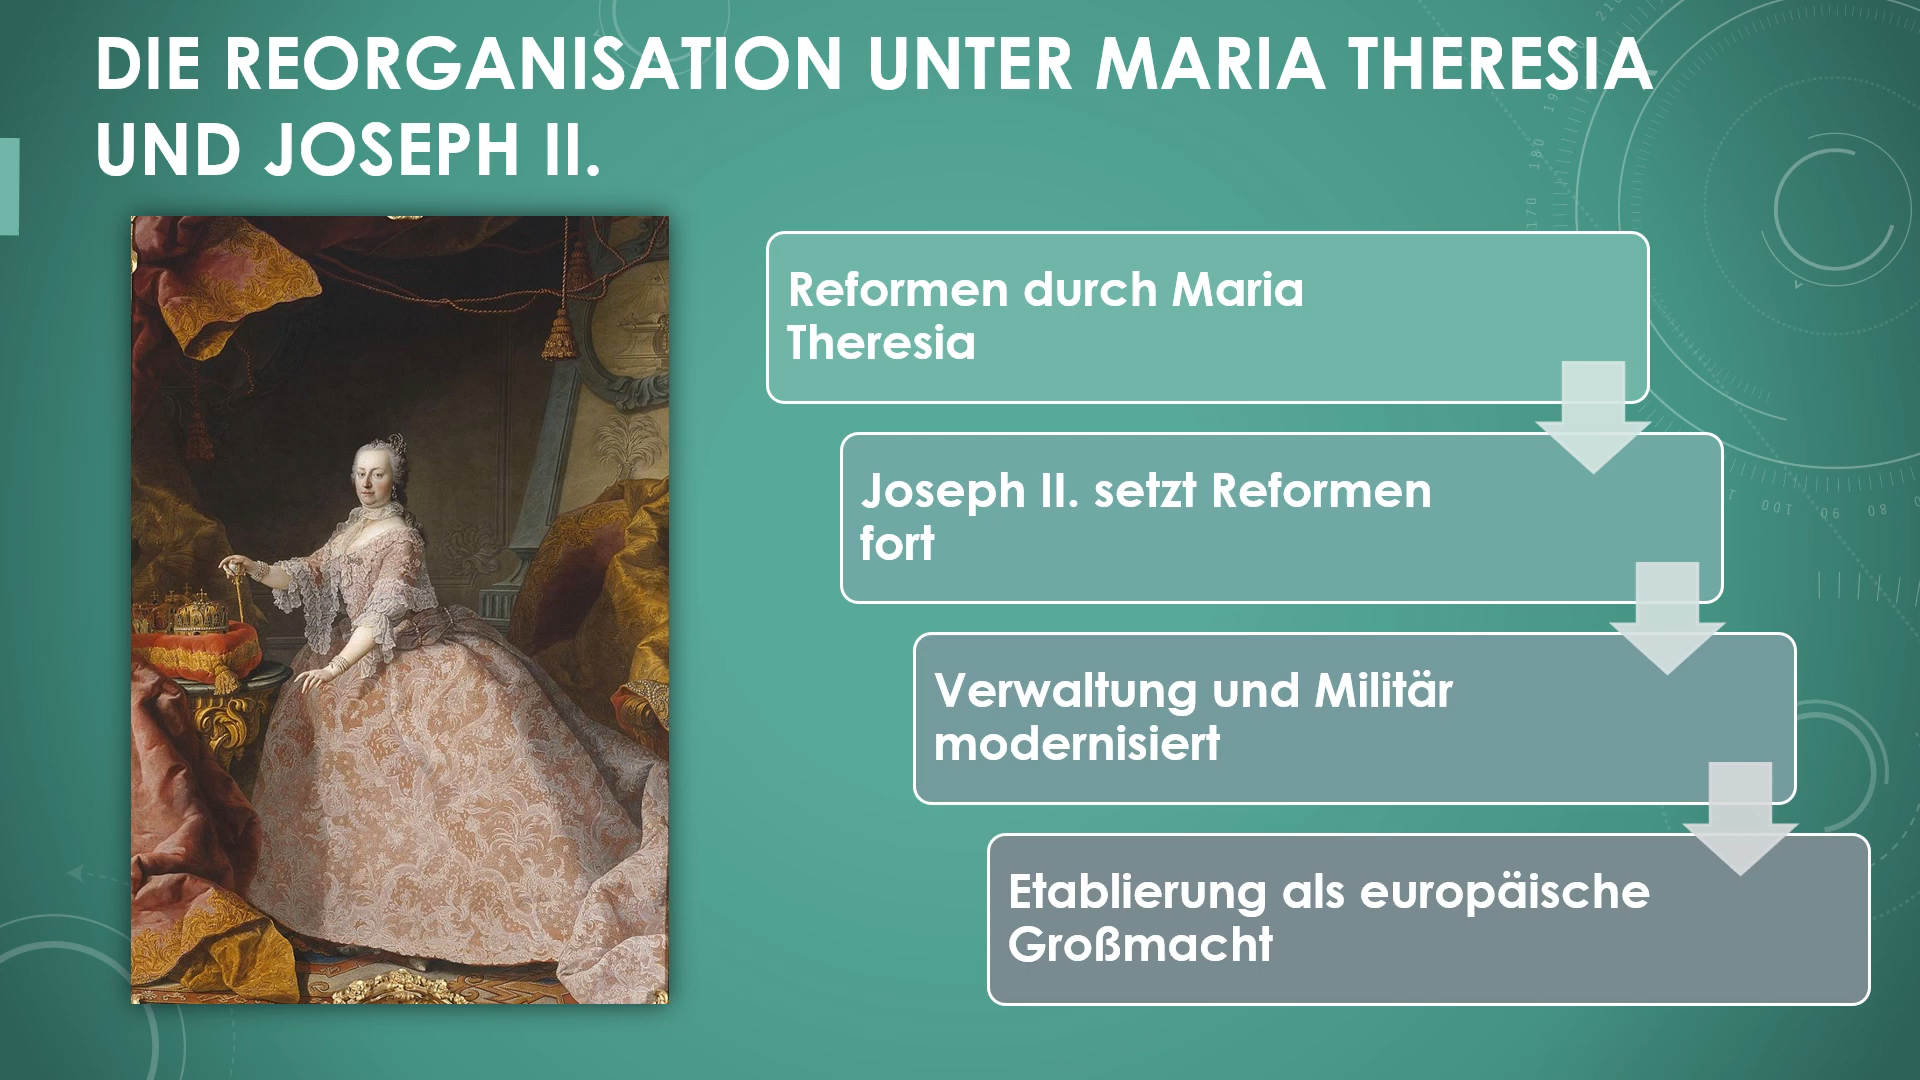 DIE REORGANISATION UNTER MARIA THERESIA
UND JOSEPH II.
Reformen durch Maria
Theresia
Joseph II. setzt Reformen
fort
Verwaltung und Militär
modernisiert
Etablierung als europäische
Großmacht